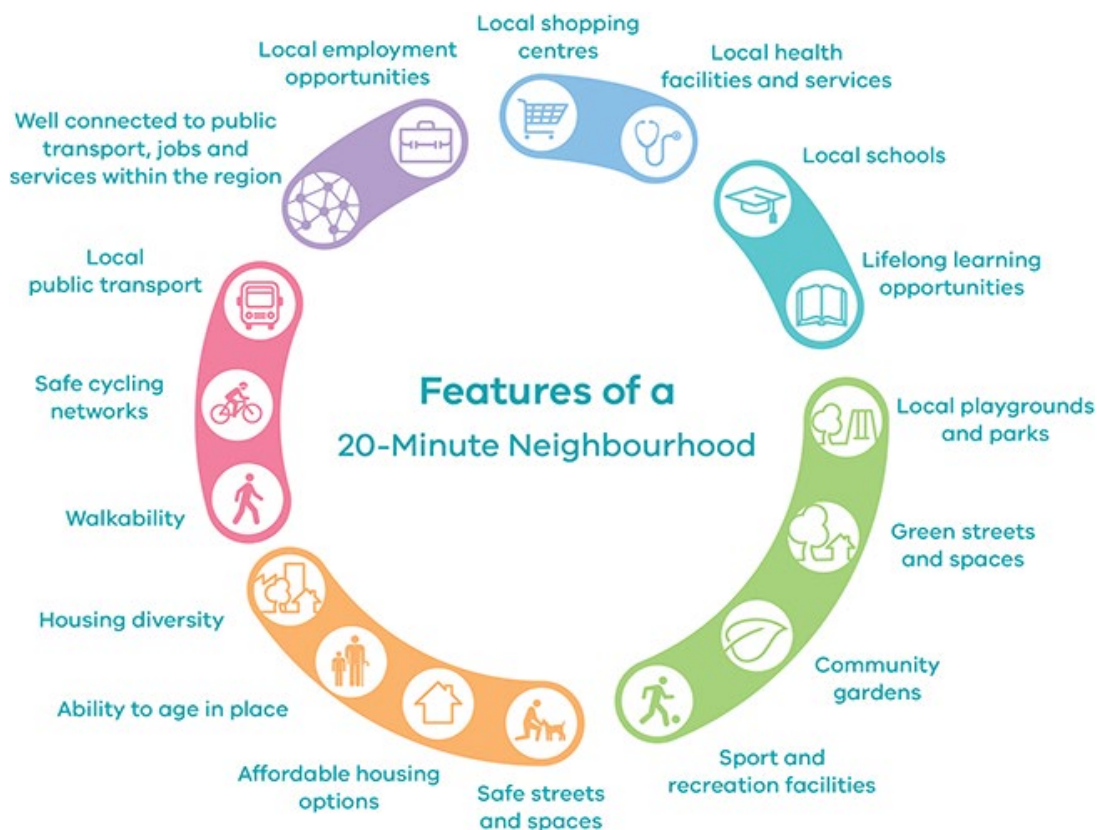 Features of a
20-Minute Neighbourhood
Local shopping
centres
Local health
facilities and services
Local schools
Lifelong learning
opportunities
Local playgrounds
and parks
Green streets
and spaces
Community
gardens
Sport and
recreation facilities
Safe streets
and spaces
Affordable housing
options
Ability to age in place
Housing diversity
Walkability
Safe cycling
networks
Local
public transport
Well connected to public
transport, jobs and
services within the region
Local employment
opportunities